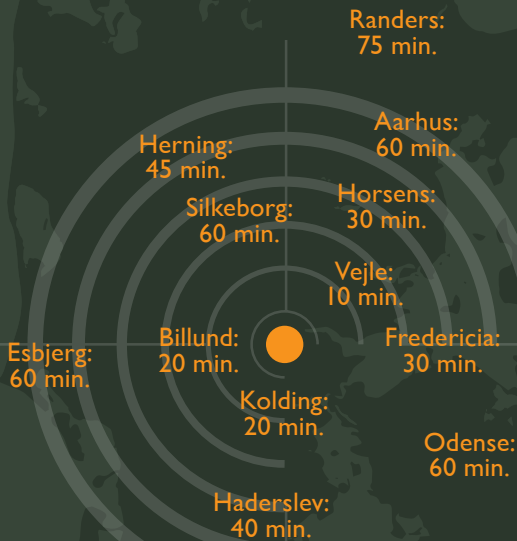 Randers:
75 min.
Aarhus:
60 min.
Herning:
45 min.
Horsens:
30 min.
Silkeborg:
60 min.
Vejle:
10 min.
Billund:
20 min.
Fredericia:
30 min.
Esbjerg:
60 min.
Kolding:
20 min.
Odense:
60 min.
Haderslev:
40 min.